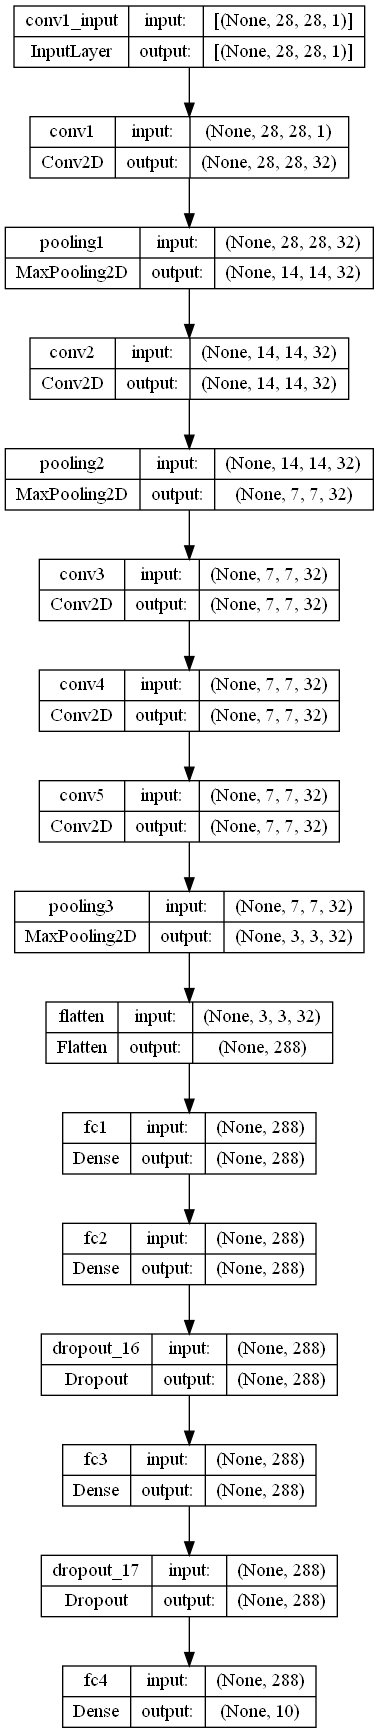 conv1_input input: [(None, 28, 28, 1)]
InputLayer output: [(None, 28, 28, 1)]
conv1 input: (None, 28, 28, 1)
Conv2D output: (None, 28, 28, 32)
pooling1 input: (None, 28, 28, 32)
MaxPooling2D output: (None, 14, 14, 32)
conv2 input: (None, 14, 14, 32)
Conv2D output: (None, 14, 14, 32)
pooling2 input: (None, 14, 14, 32)
MaxPooling2D output: (None, 7, 7, 32)
conv3 input: (None, 7, 7, 32)
Conv2D output: (None, 7, 7, 32)
conv4 input: (None, 7, 7, 32)
Conv2D output: (None, 7, 7, 32)
conv5 input: (None, 7, 7, 32)
Conv2D output: (None, 7, 7, 32)
pooling3 input: (None, 7, 7, 32)
MaxPooling2D output: (None, 3, 3, 32)
flatten input: (None, 3, 3, 32)
Flatten output: (None, 288)
fc1 input: (None, 288)
Dense output: (None, 288)
fc2 input: (None, 288)
Dense output: (None, 288)
dropout_16 input: (None, 288)
Dropout output: (None, 288)
fc3 input: (None, 288)
Dense output: (None, 288)
dropout_17 input: (None, 288)
Dropout output: (None, 288)
fc4 input: (None, 288)
Dense output: (None, 10)